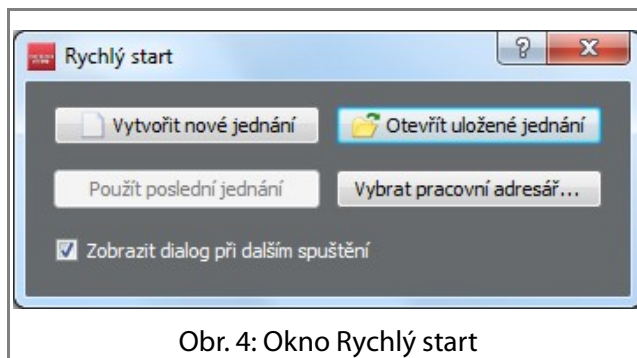 Rychlý start
Vytvořit nové jednání
Otevřít uložené jednání
Použít poslední jednání
Vybrat pracovní adresář...
Zobrazit dialog při dalším spuštění
Obr. 4: Okno Rychlý start